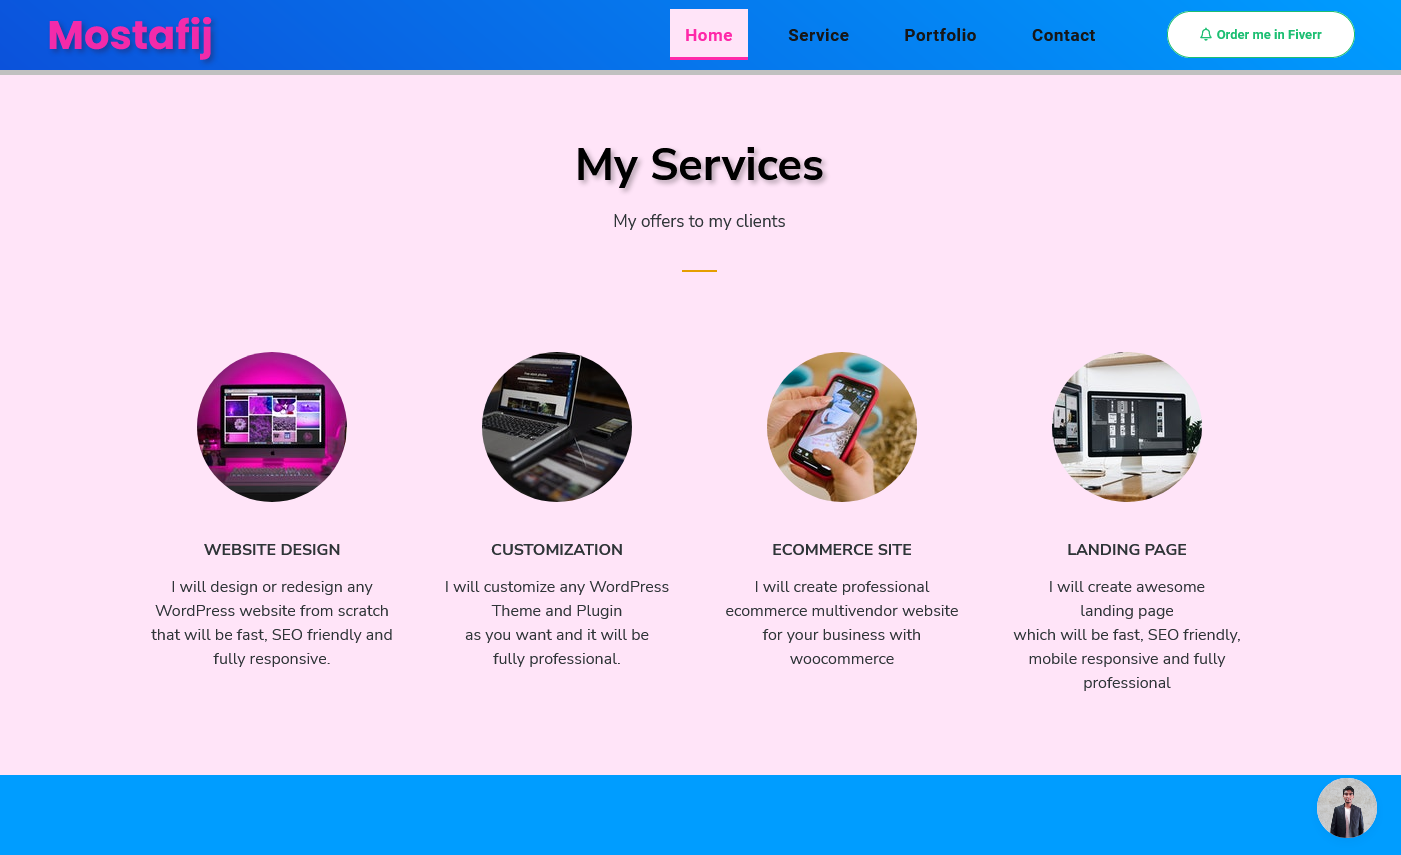 Mostafij
Home
Service
Portfolio
Contact
Order me in Fiverr
My Services
My offers to my clients
WEBSITE DESIGN
I will design or redesign any
WordPress website from scratch
that will be fast, SEO friendly and
fully responsive.
CUSTOMIZATION
I will customize any WordPress
Theme and Plugin
as you want and it will be
fully professional.
ECOMMERCE SITE
I will create professional
ecommerce multivendor website
for your business with
woocommerce
LANDING PAGE
I will create awesome
landing page
which will be fast, SEO friendly,
mobile responsive and fully
professional